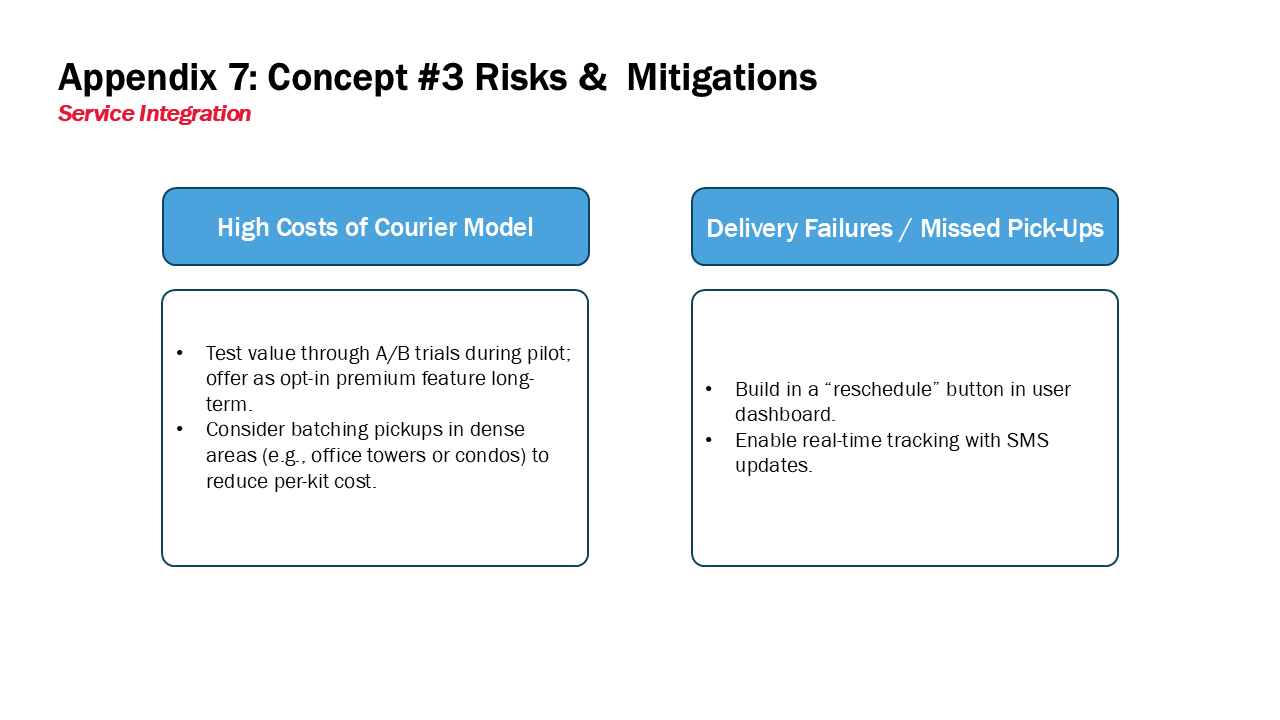 Appendix 7: Concept #3 Risks &  Mitigations
Service Integration
High Costs of Courier Model
• Test value through A/B trials during pilot;
offer as opt-in premium feature long-
term.
• Consider batching pickups in dense
areas (e.g., office towers or condos) to
reduce per-kit cost.
Delivery Failures / Missed Pick-Ups
• Build in a “reschedule” button in user
dashboard.
• Enable real-time tracking with SMS
updates.